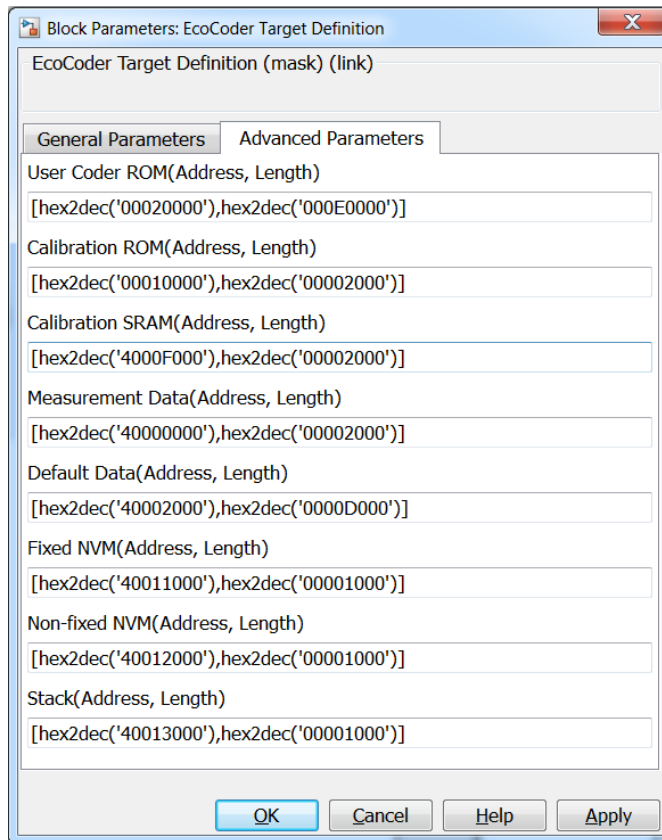 Block Parameters: EcoCoder Target Definition
X
EcoCoder Target Definition (mask) (link)
General Parameters Advanced Parameters
User Coder ROM(Address, Length)
[hex2dec('00020000'),hex2dec('000E0000')]
Calibration ROM(Address, Length)
[hex2dec('00010000'),hex2dec('00002000')]
Calibration SRAM(Address, Length)
[hex2dec('4000F000'),hex2dec('00002000')]
Measurement Data(Address, Length)
[hex2dec('40000000'),hex2dec('00002000')]
Default Data(Address, Length)
[hex2dec('40002000'),hex2dec('0000D000')]
Fixed NVM(Address, Length)
[hex2dec('40011000'),hex2dec('00001000')]
Non-fixed NVM(Address, Length)
[hex2dec('40012000'),hex2dec('00001000')]
Stack(Address, Length)
[hex2dec('40013000'),hex2dec('00001000')]
OK Cancel Help Apply